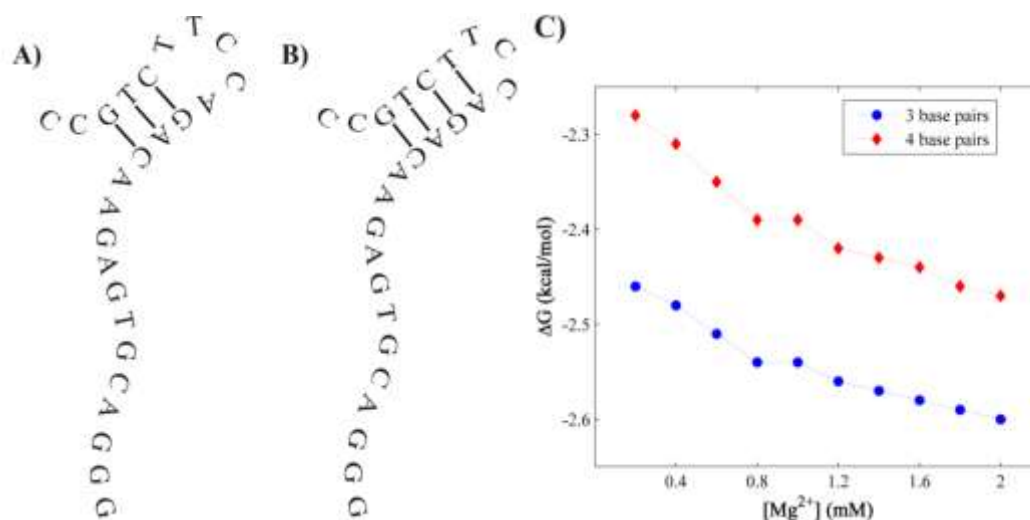 A)
C C G T C T T C C A G A C A A G A G T G C A G G G
B)
C C G T C T T C C A G A C A A G A G T G C A G G G
C)
3 base pairs
4 base pairs
ΔG (kcal/mol)
-2.3
-2.4
-2.5
-2.6
0.4 0.8 1.2 1.6 2
[Mg²⁺] (mM)